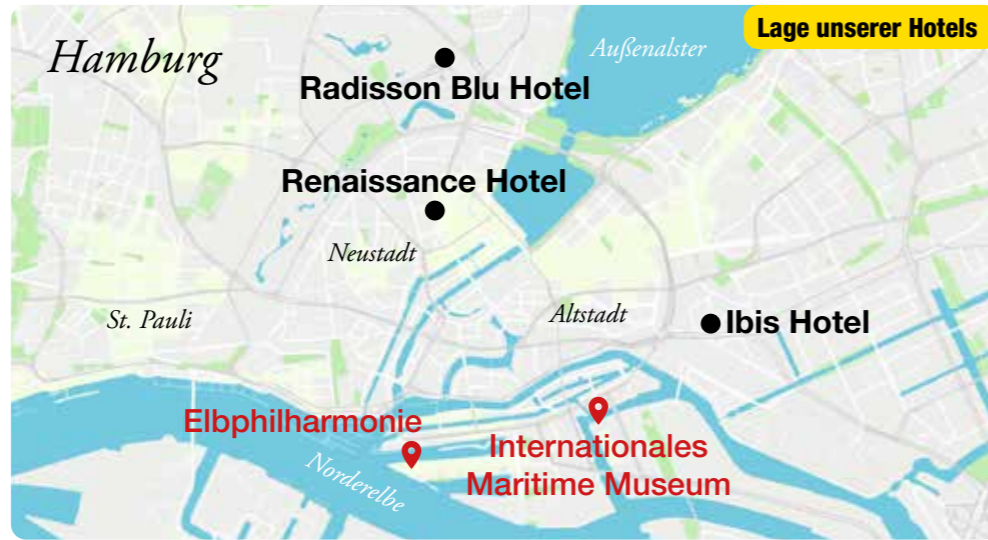 Lage unserer Hotels
Hamburg
Außenalster
Radisson Blu Hotel
Renaissance Hotel
Neustadt
St. Pauli
Altstadt
Ibis Hotel
Elbphilharmonie
Internationales
Maritime Museum
Norderelbe